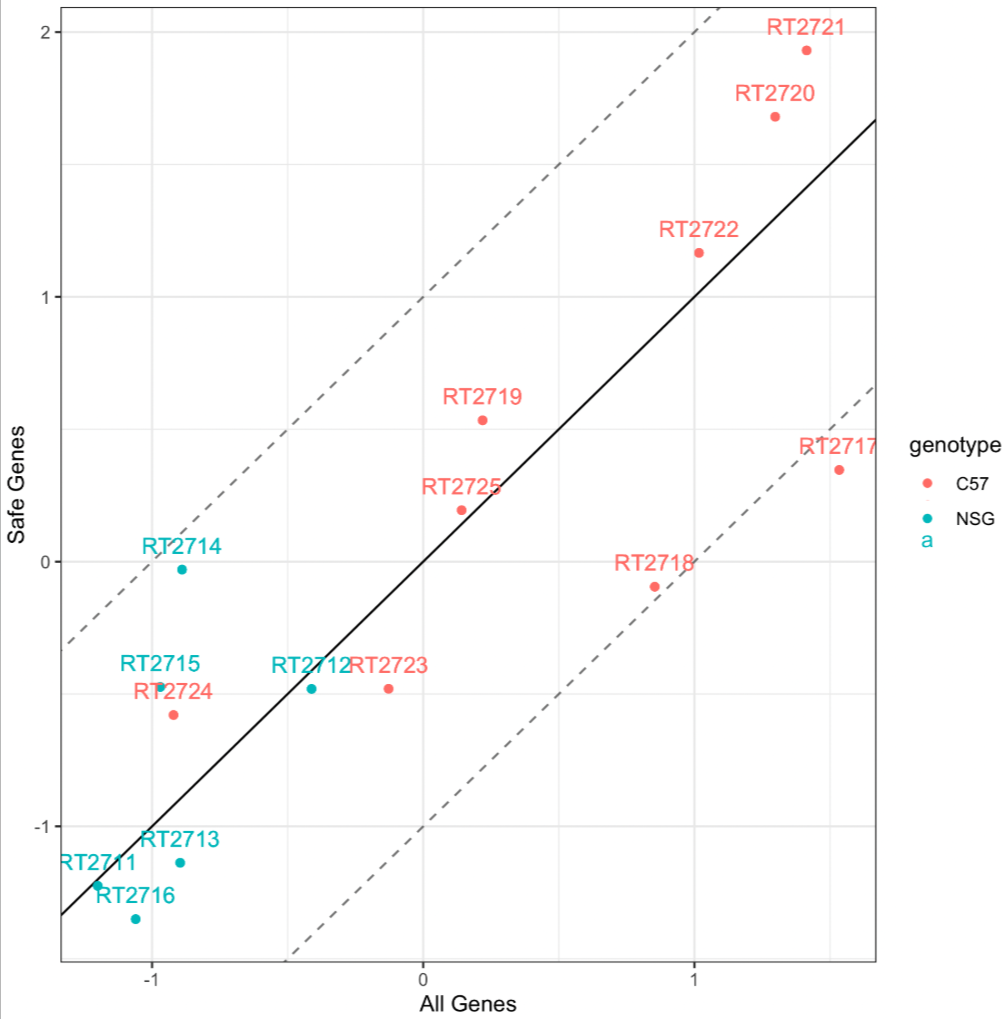 2
RT2721
RT2720
RT2722
1
RT2719
RT2717
RT2725
Safe Genes
genotype
C57
NSG
a
RT2714
RT2718
0
RT2715
RT2712
RT2723
RT2724
-1
RT2713
RT2711
RT2716
-1
0
1
All Genes